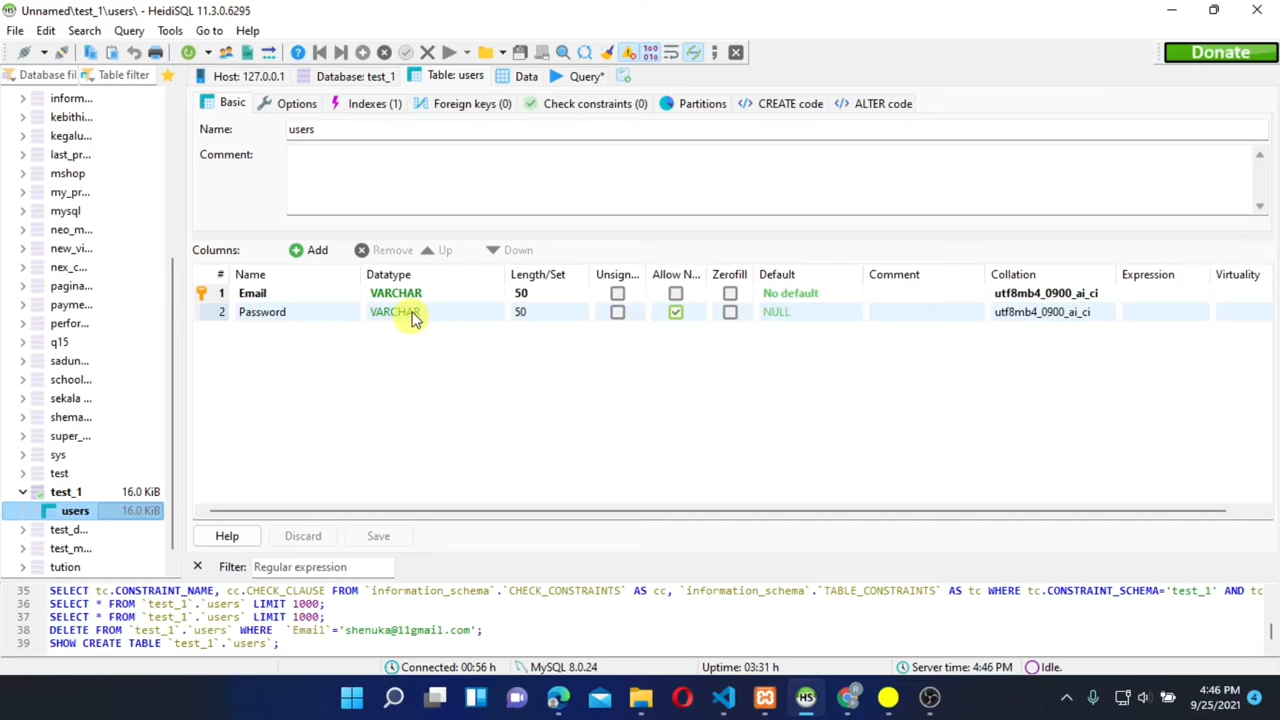 Unnamed\test_1\users\ - HeidiSQL 11.3.0.6295
File Edit Search Query Tools Go to Help
Donate
Database fil Table filter Host: 127.0.0.1 Database: test_1 Table: users Data Query*
inform...
kebithi...
kegalu...
last_pr...
mshop
my_pr...
mysql
neo_m...
new_vi...
nex_c...
pagina...
payme...
perfor...
q15
sadun...
school...
sekala ...
shema...
super_...
sys
test
test_1 16.0 KiB
users 16.0 KiB
test_d...
test_m...
tution
Basic Options Indexes (1) Foreign keys (0) Check constraints (0) Partitions CREATE code ALTER code
Name: users
Comment:
Columns: Add Remove Up Down
# Name Datatype Length/Set Unsign... Allow N... Zerofill Default Comment Collation Expression Virtuality
1 Email VARCHAR 50 No default utf8mb4_0900_ai_ci
2 Password VARCHAR 50 NULL utf8mb4_0900_ai_ci
Help Discard Save
Filter: Regular expression
35 SELECT tc.CONSTRAINT_NAME, cc.CHECK_CLAUSE FROM `information_schema`.`CHECK_CONSTRAINTS` AS cc, `information_schema`.`TABLE_CONSTRAINTS` AS tc WHERE tc.CONSTRAINT_SCHEMA='test_1' AND tc
36 SELECT * FROM `test_1`.`users` LIMIT 1000;
37 SELECT * FROM `test_1`.`users` LIMIT 1000;
38 DELETE FROM `test_1`.`users` WHERE `Email`='shenuka@11gmail.com';
39 SHOW CREATE TABLE `test_1`.`users`;
Connected: 00:56 h MySQL 8.0.24 Uptime: 03:31 h Server time: 4:46 PM Idle.
HS
4:46 PM
9/25/2021
4